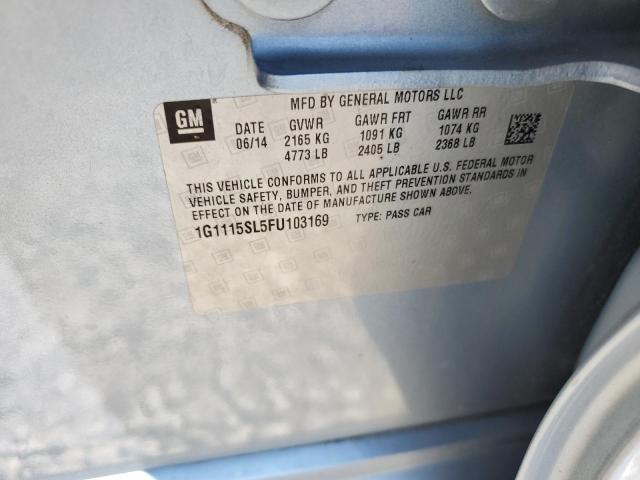 MFD BY GENERAL MOTORS LLC
GM
DATE GVWR GAWR FRT GAWR RR
06/14 2165 KG 1091 KG 1074 KG
4773 LB 2405 LB 2368 LB
THIS VEHICLE CONFORMS TO ALL APPLICABLE U.S. FEDERAL MOTOR
VEHICLE SAFETY, BUMPER, AND THEFT PREVENTION STANDARDS IN
EFFECT ON THE DATE OF MANUFACTURE SHOWN ABOVE.
1G1115SL5FU103169 TYPE: PASS CAR